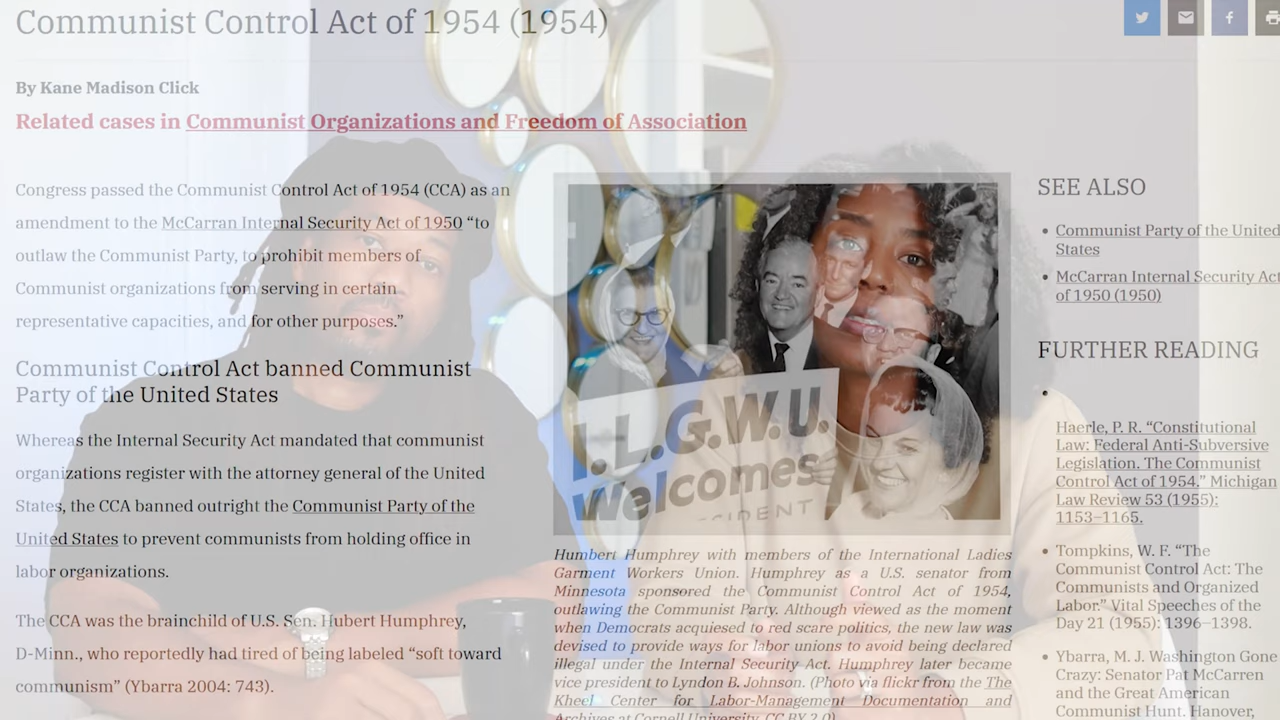 Communist Control Act of 1954 (1954)
By Kane Madison Click
Related cases in Communist Organizations and Freedom of Association
Congress passed the Communist Control Act of 1954 (CCA) as an
amendment to the McCarran Internal Security Act of 1950 “to
outlaw the Communist Party, to prohibit members of
Communist organizations from serving in certain
representative capacities, and for other purposes.”
Communist Control Act banned Communist
Party of the United States
Whereas the Internal Security Act mandated that communist
organizations register with the attorney general of the United
States, the CCA banned outright the Communist Party of the
United States to prevent communists from holding office in
labor organizations.
The CCA was the brainchild of U.S. Sen. Hubert Humphrey,
D-Minn., who reportedly had tired of being labeled “soft toward
communism” (Ybarra 2004: 743).
I.L.G.W.U.
Welcomes
Humbert Humphrey with members of the International Ladies
Garment Workers Union. Humphrey as a U.S. senator from
Minnesota sponsored the Communist Control Act of 1954,
outlawing the Communist Party. Although viewed as the moment
when Democrats acquiesed to red scare politics, the new law was
devised to provide ways for labor unions to avoid being declared
illegal under the Internal Security Act. Humphrey later became
vice president to Lyndon B. Johnson. (Photo via flickr from the The
Kheel Center for Labor-Management Documentation and
Archives at Cornell University, CC BY 2.0)
SEE ALSO
Communist Party of the United
States
McCarran Internal Security Act
of 1950 (1950)
FURTHER READING
Haerle, P. R. “Constitutional
Law: Federal Anti-Subversive
Legislation. The Communist
Control Act of 1954.” Michigan
Law Review 53 (1955):
1153–1165.
Tompkins, W. F. “The
Communist Control Act: The
Communists and Organized
Labor.” Vital Speeches of the
Day 21 (1955): 1396–1398.
Ybarra, M. J. Washington Gone
Crazy: Senator Pat McCarran
and the Great American
Communist Hunt. Hanover,